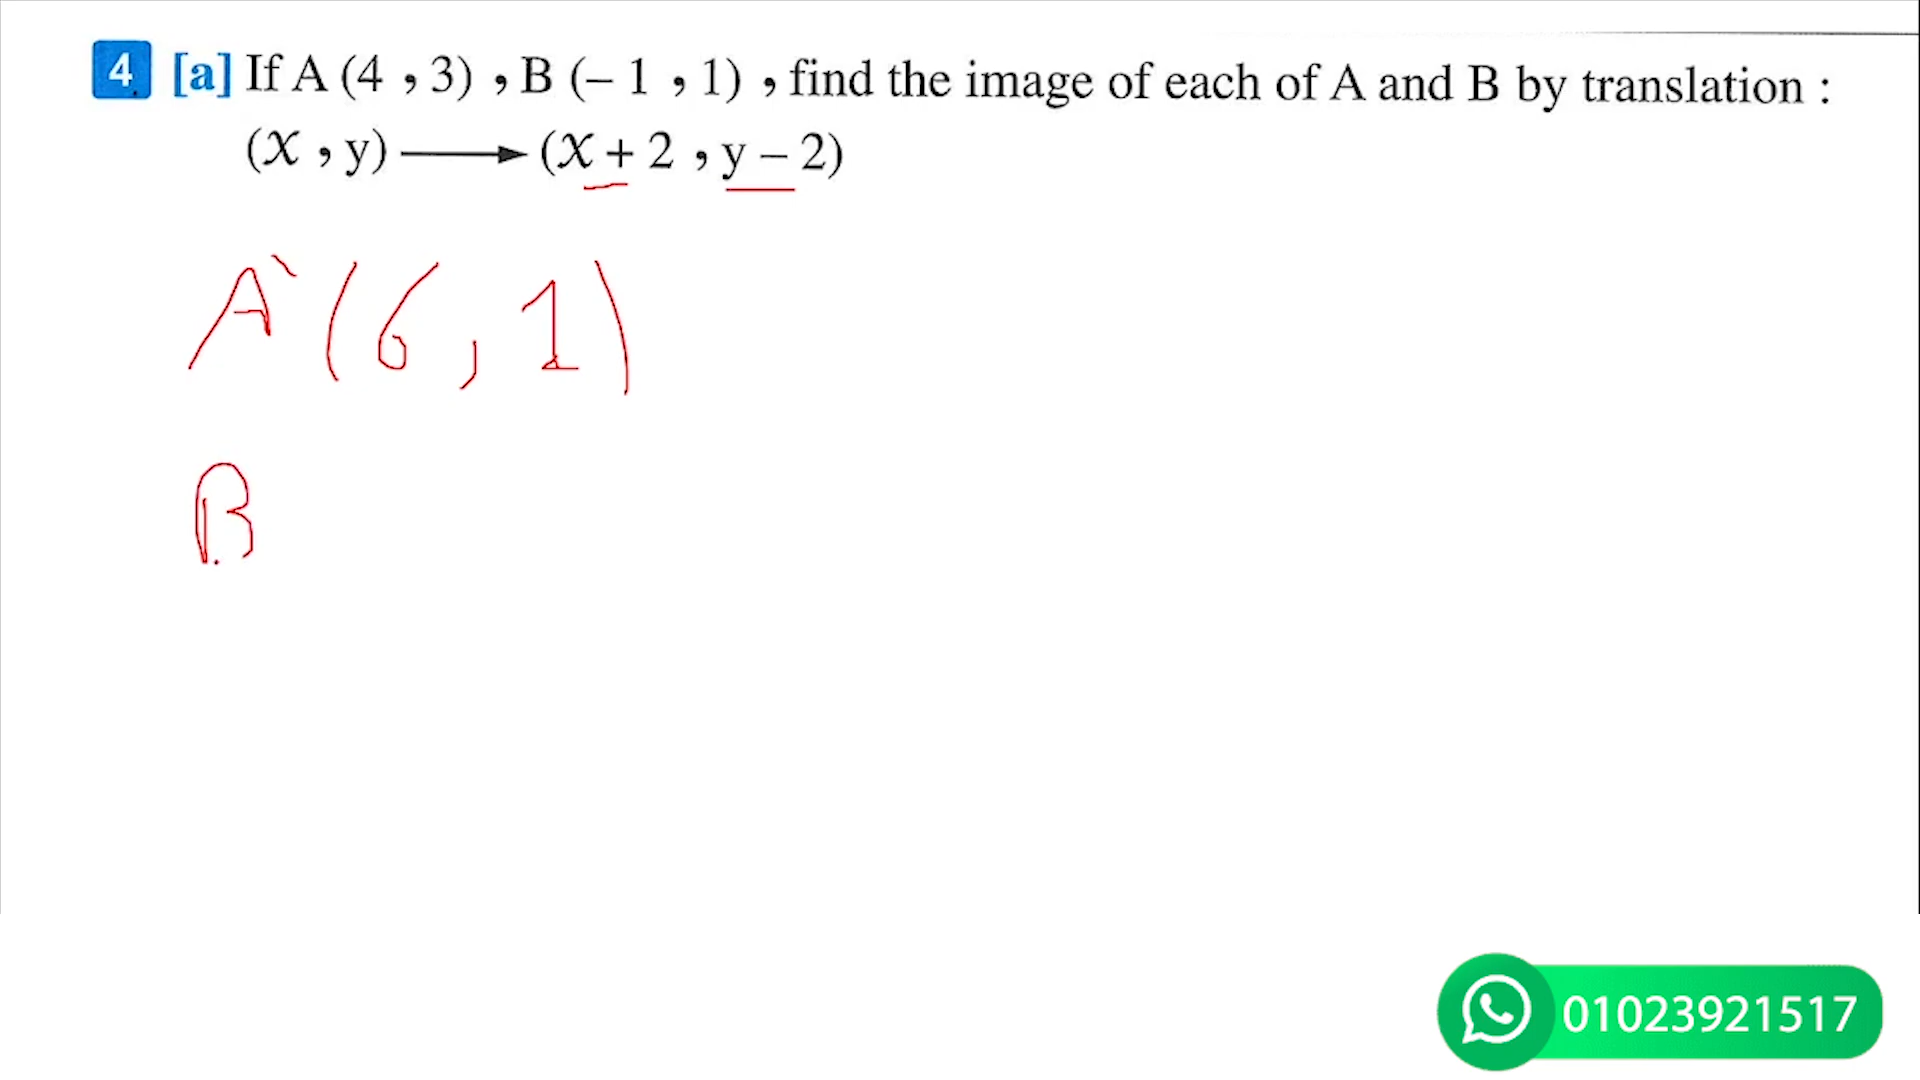 4 [a] If A (4 , 3) , B (– 1 , 1) , find the image of each of A and B by translation :
(X , y) ⟶ (X + 2 , y – 2)
A` (6 , 1)
B
01023921517